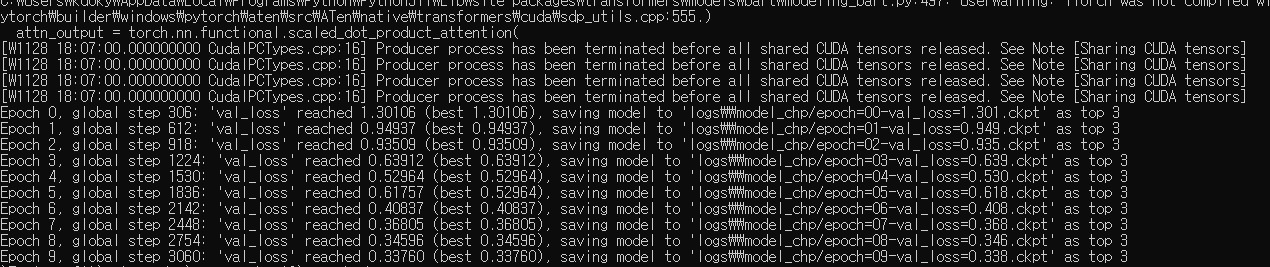 C:₩Users₩kdoky₩AppData₩Local₩Programs₩Python₩Python311₩Lib₩site-packages₩transformers₩models₩bart₩modeling_bart.py:497: UserWarning: Torch was not compiled wi
ytorch₩builder₩windows₩pytorch₩aten₩src₩ATen₩native₩transformers₩cuda₩sdp_utils.cpp:555.)
attn_output = torch.nn.functional.scaled_dot_product_attention(
[W1128 18:07:00.000000000 CudaIPCTypes.cpp:16] Producer process has been terminated before all shared CUDA tensors released. See Note [Sharing CUDA tensors]
[W1128 18:07:00.000000000 CudaIPCTypes.cpp:16] Producer process has been terminated before all shared CUDA tensors released. See Note [Sharing CUDA tensors]
[W1128 18:07:00.000000000 CudaIPCTypes.cpp:16] Producer process has been terminated before all shared CUDA tensors released. See Note [Sharing CUDA tensors]
[W1128 18:07:00.000000000 CudaIPCTypes.cpp:16] Producer process has been terminated before all shared CUDA tensors released. See Note [Sharing CUDA tensors]
Epoch 0, global step 306: 'val_loss' reached 1.30106 (best 1.30106), saving model to 'logs₩₩model_chp/epoch=00-val_loss=1.301.ckpt' as top 3
Epoch 1, global step 612: 'val_loss' reached 0.94937 (best 0.94937), saving model to 'logs₩₩model_chp/epoch=01-val_loss=0.949.ckpt' as top 3
Epoch 2, global step 918: 'val_loss' reached 0.93509 (best 0.93509), saving model to 'logs₩₩model_chp/epoch=02-val_loss=0.935.ckpt' as top 3
Epoch 3, global step 1224: 'val_loss' reached 0.63912 (best 0.63912), saving model to 'logs₩₩model_chp/epoch=03-val_loss=0.639.ckpt' as top 3
Epoch 4, global step 1530: 'val_loss' reached 0.52964 (best 0.52964), saving model to 'logs₩₩model_chp/epoch=04-val_loss=0.530.ckpt' as top 3
Epoch 5, global step 1836: 'val_loss' reached 0.61757 (best 0.52964), saving model to 'logs₩₩model_chp/epoch=05-val_loss=0.618.ckpt' as top 3
Epoch 6, global step 2142: 'val_loss' reached 0.40837 (best 0.40837), saving model to 'logs₩₩model_chp/epoch=06-val_loss=0.408.ckpt' as top 3
Epoch 7, global step 2448: 'val_loss' reached 0.36805 (best 0.36805), saving model to 'logs₩₩model_chp/epoch=07-val_loss=0.368.ckpt' as top 3
Epoch 8, global step 2754: 'val_loss' reached 0.34596 (best 0.34596), saving model to 'logs₩₩model_chp/epoch=08-val_loss=0.346.ckpt' as top 3
Epoch 9, global step 3060: 'val_loss' reached 0.33760 (best 0.33760), saving model to 'logs₩₩model_chp/epoch=09-val_loss=0.338.ckpt' as top 3